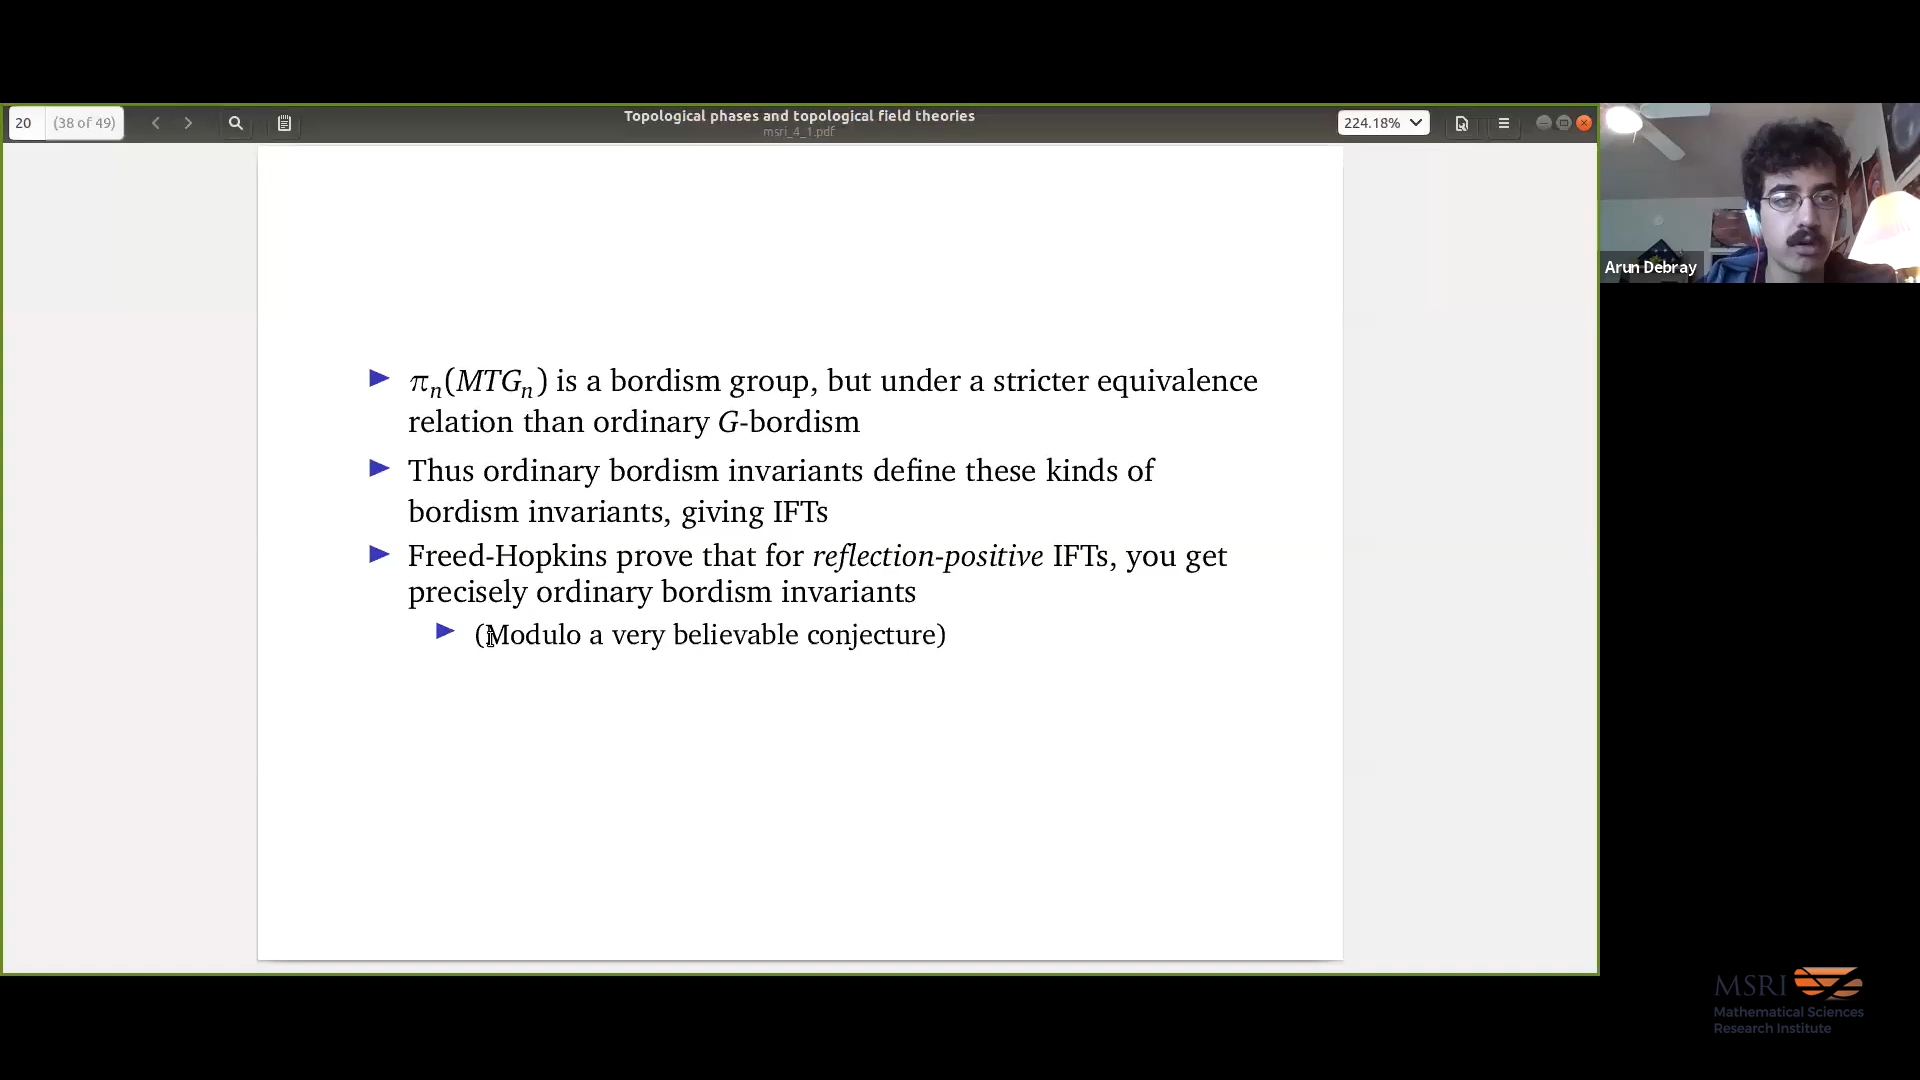 20 (38 of 49)
Topological phases and topological field theories
msri_4_1.pdf
224.18%
▶ πₙ(MTGₙ) is a bordism group, but under a stricter equivalence
relation than ordinary G-bordism
▶ Thus ordinary bordism invariants define these kinds of
bordism invariants, giving IFTs
▶ Freed-Hopkins prove that for reflection-positive IFTs, you get
precisely ordinary bordism invariants
▶ (Modulo a very believable conjecture)
Arun Debray
MSRI
Mathematical Sciences
Research Institute